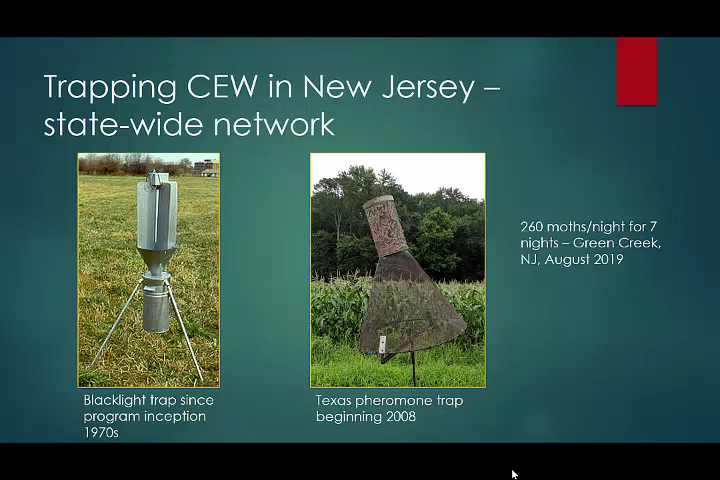 Trapping CEW in New Jersey –
state-wide network
260 moths/night for 7
nights – Green Creek,
NJ, August 2019
Blacklight trap since
program inception
1970s
Texas pheromone trap
beginning 2008